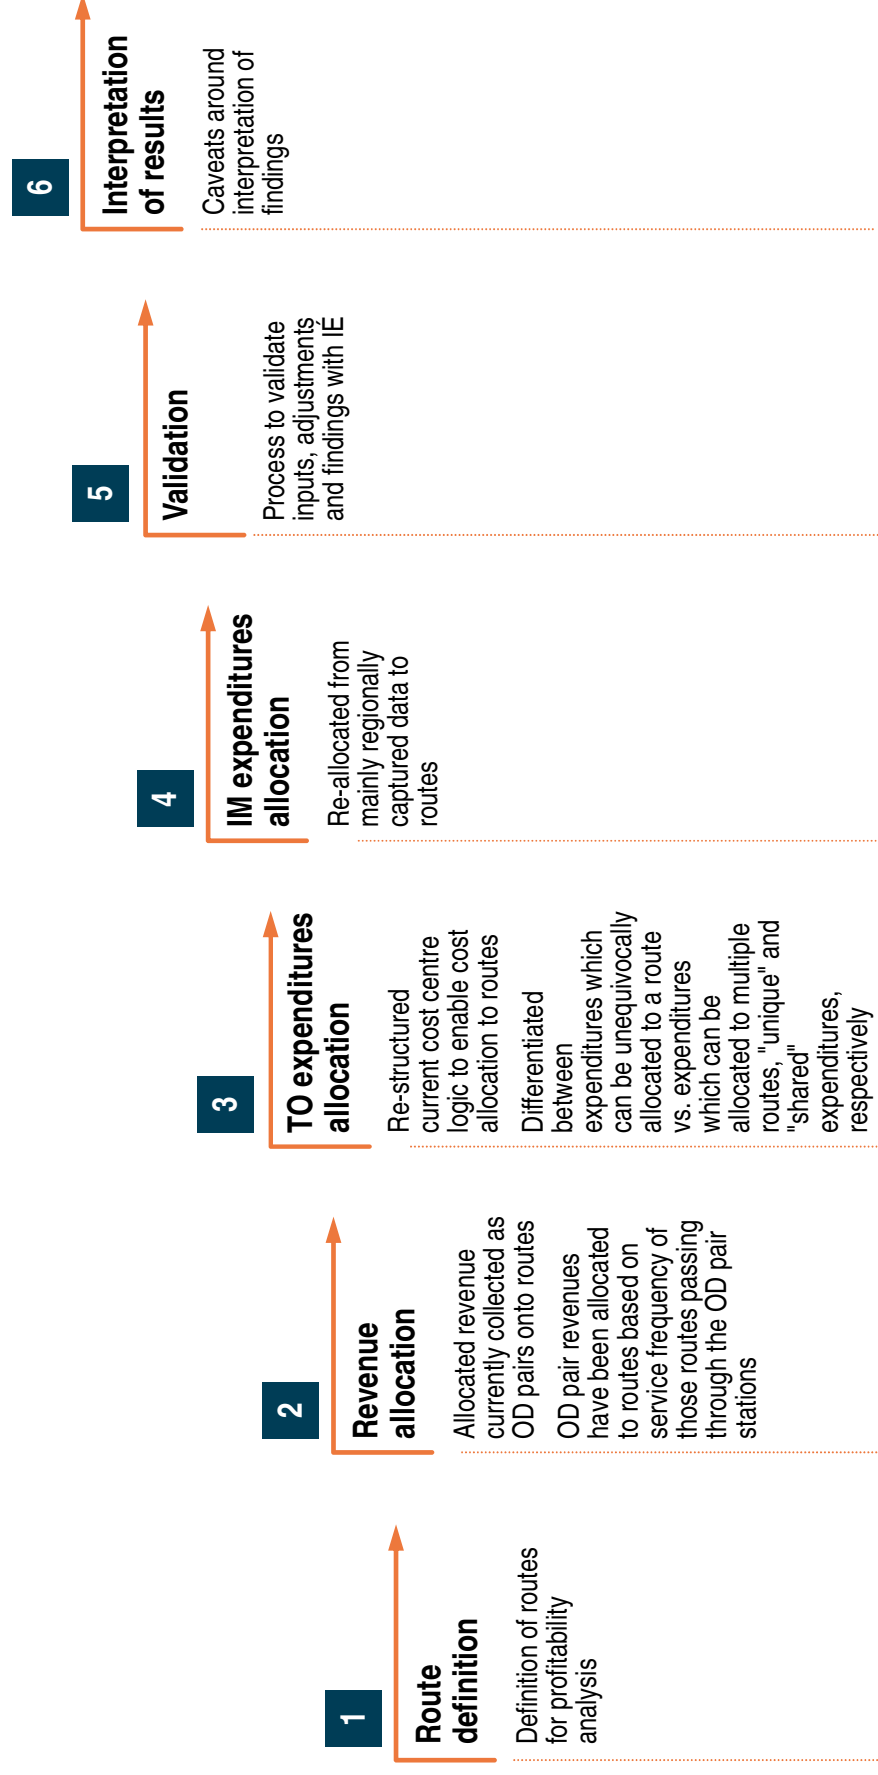 1
Route
definition
Definition of routes
for profitability
analysis
2
Revenue
allocation
Allocated revenue
currently collected as
OD pairs onto routes
OD pair revenues
have been allocated
to routes based on
service frequency of
those routes passing
through the OD pair
stations
3
TO expenditures
allocation
Re-structured
current cost centre
logic to enable cost
allocation to routes
Differentiated
between
expenditures which
can be unequivocally
allocated to a route
vs. expenditures
which can be
allocated to multiple
routes, "unique" and
"shared"
expenditures,
respectively
4
IM expenditures
allocation
Re-allocated from
mainly regionally
captured data to
routes
5
Validation
Process to validate
inputs, adjustments
and findings with IÉ
6
Interpretation
of results
Caveats around
interpretation of
findings